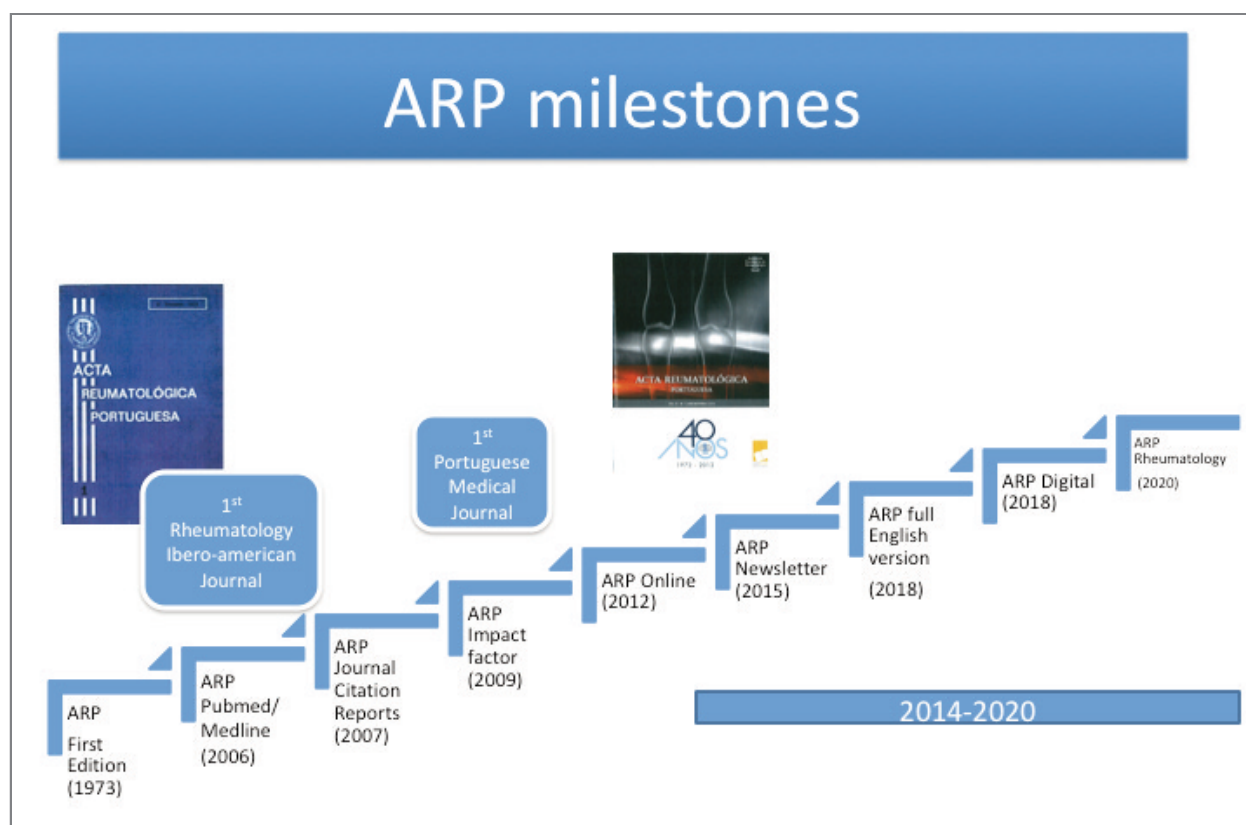 ARP milestones
ACTA
REUMATOLÓGICA
PORTUGUESA
1
1st
Rheumatology
Ibero-american
Journal
1st
Portuguese
Medical
Journal
ACTA REUMATOLÓGICA
PORTUGUESA
40
ANOS
1973 - 2013
ARP
First
Edition
(1973)
ARP
Pubmed/
Medline
(2006)
ARP
Journal
Citation
Reports
(2007)
ARP
Impact
factor
(2009)
ARP Online
(2012)
ARP
Newsletter
(2015)
ARP full
English
version
(2018)
ARP Digital
(2018)
ARP
Rheumatology
(2020)
2014-2020